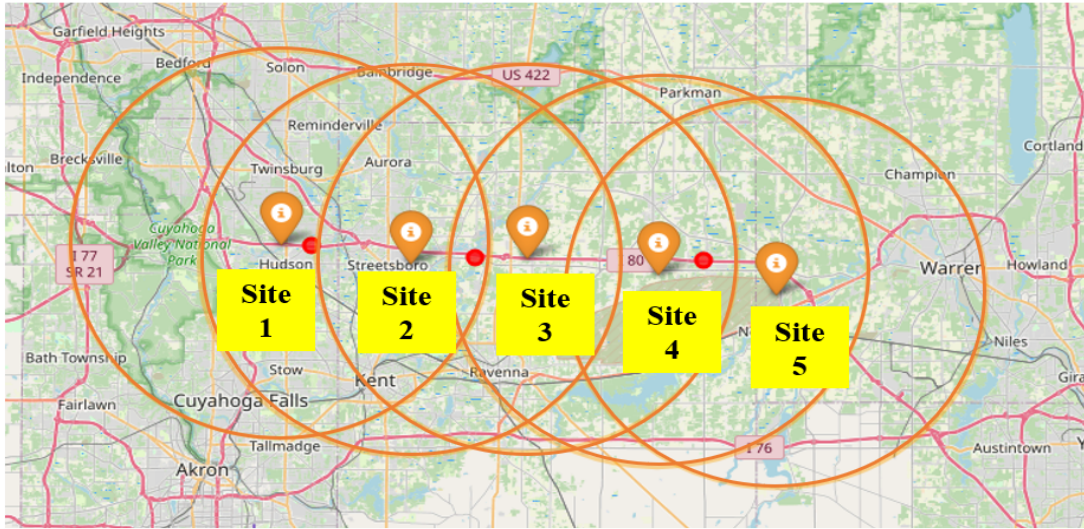 Garfield Heights
Bedford
Solon
Bainbridge
US 422
Parkman
Independence
Reminderville
Cortland
Brecksville
Twinsburg
Aurora
Champion
Cuyahoga
Valley National
Park
I 77
SR 21
Hudson
Streetsboro
I 80
Warren
Howland
Site
1
Site
2
Site
3
Site
4
Site
5
Bath Township
Stow
Kent
Ravenna
Niles
Fairlawn
Cuyahoga Falls
Tallmadge
I 76
Austintown
Akron